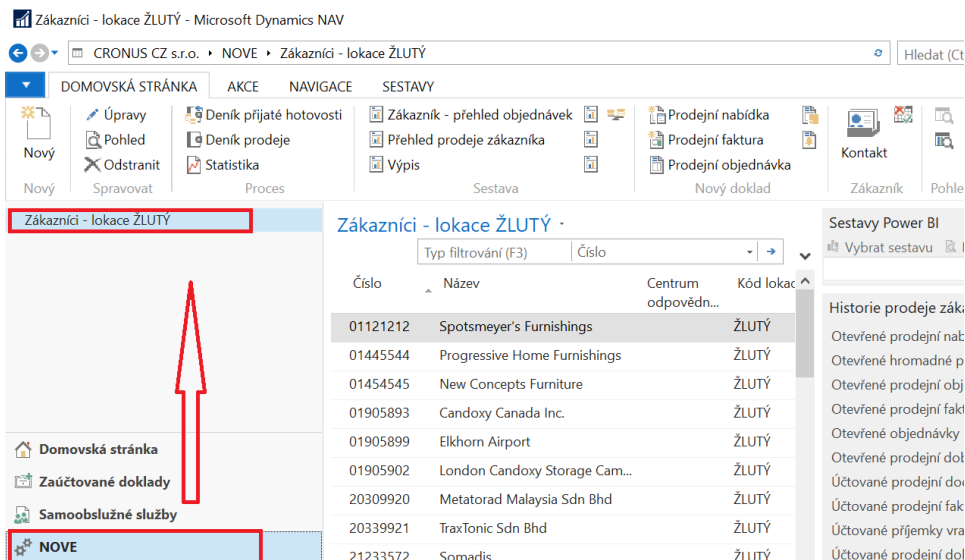 Zákazníci - lokace ŽLUTÝ - Microsoft Dynamics NAV
CRONUS CZ s.r.o. NOVE Zákazníci - lokace ŽLUTÝ
Hledat
DOMOVSKÁ STRÁNKA AKCE NAVIGACE SESTAVY
Nový
Úpravy
Pohled
Odstranit
Deník přijaté hotovosti
Deník prodeje
Statistika
Zákazník - přehled objednávek
Přehled prodeje zákazníka
Výpis
Prodejní nabídka
Prodejní faktura
Prodejní objednávka
Kontakt
Nový Spravovat Proces Sestava Nový doklad Zákazník
Zákazníci - lokace ŽLUTÝ
Domovská stránka
Zaúčtované doklady
Samoobslužné služby
NOVE
Zákazníci - lokace ŽLUTÝ
Typ filtrování (F3) Číslo
Číslo Název Centrum odpovědn... Kód lokac
01121212 Spotsmeyer's Furnishings ŽLUTÝ
01445544 Progressive Home Furnishings ŽLUTÝ
01454545 New Concepts Furniture ŽLUTÝ
01905893 Candoxy Canada Inc. ŽLUTÝ
01905899 Elkhorn Airport ŽLUTÝ
01905902 London Candoxy Storage Cam... ŽLUTÝ
20309920 Metatorad Malaysia Sdn Bhd ŽLUTÝ
20339921 TraxTonic Sdn Bhd ŽLUTÝ
21233572 Somadis ŽLUTÝ
Sestavy Power BI
Vybrat sestavu
Historie prodeje záka
Otevřené prodejní nab
Otevřené hromadné p
Otevřené prodejní obj
Otevřené prodejní fakt
Otevřené objednávky
Otevřené prodejní dob
Účtované prodejní dod
Účtované prodejní fak
Účtované příjemky vra
Účtované prodejní dob